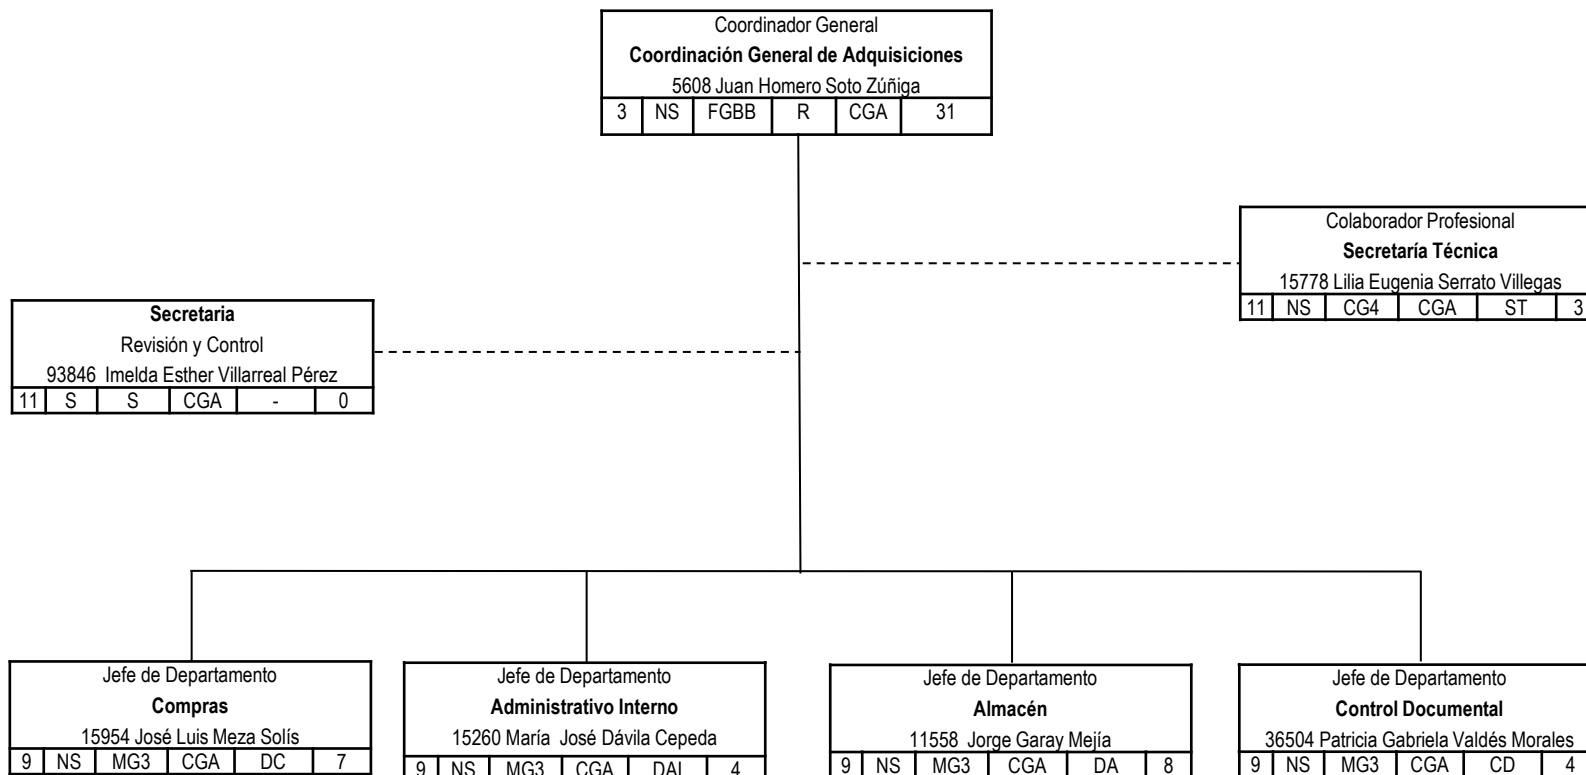 Coordinador General
Coordinación General de Adquisiciones
5608 Juan Homero Soto Zúñiga
3 NS FGBB R CGA 31
Colaborador Profesional
Secretaría Técnica
15778 Lilia Eugenia Serrato Villegas
11 NS CG4 CGA ST 3
Secretaria
Revisión y Control
93846 Imelda Esther Villarreal Pérez
11 S S CGA - 0
Jefe de Departamento
Compras
15954 José Luis Meza Solís
9 NS MG3 CGA DC 7
Jefe de Departamento
Administrativo Interno
15260 María José Dávila Cepeda
9 NS MG3 CGA DAI 4
Jefe de Departamento
Almacén
11558 Jorge Garay Mejía
9 NS MG3 CGA DA 8
Jefe de Departamento
Control Documental
36504 Patricia Gabriela Valdés Morales
9 NS MG3 CGA CD 4